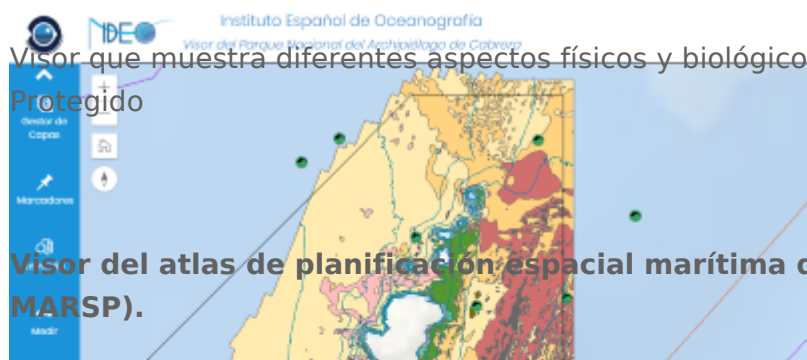 IDEO
Instituto Español de Oceanografía
Visor del Parque Nacional del Archipiélago de Cabrera
Visor que muestra diferentes aspectos físicos y biológico
Protegido
Gestor de
Capas
Marcadores
Visor del atlas de planificación espacial marítima d
MARSP).
Medir